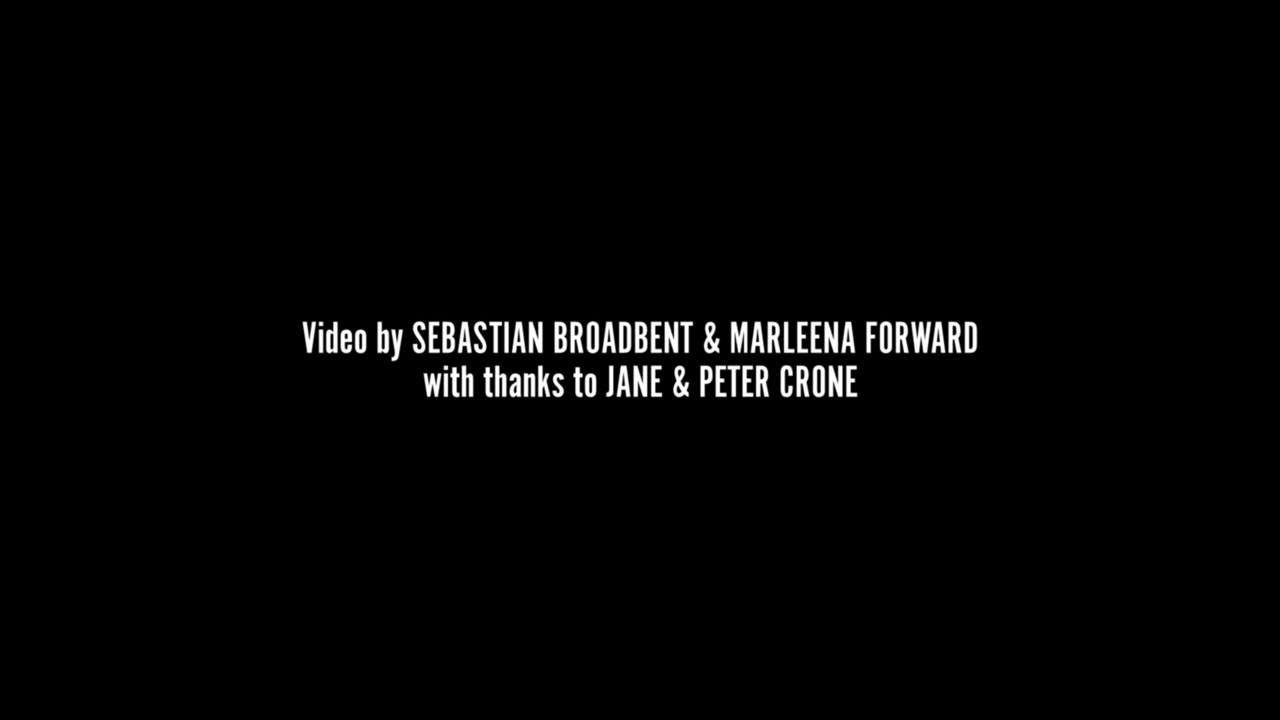 Video by SEBASTIAN BROADBENT & MARLEENA FORWARD
with thanks to JANE & PETER CRONE